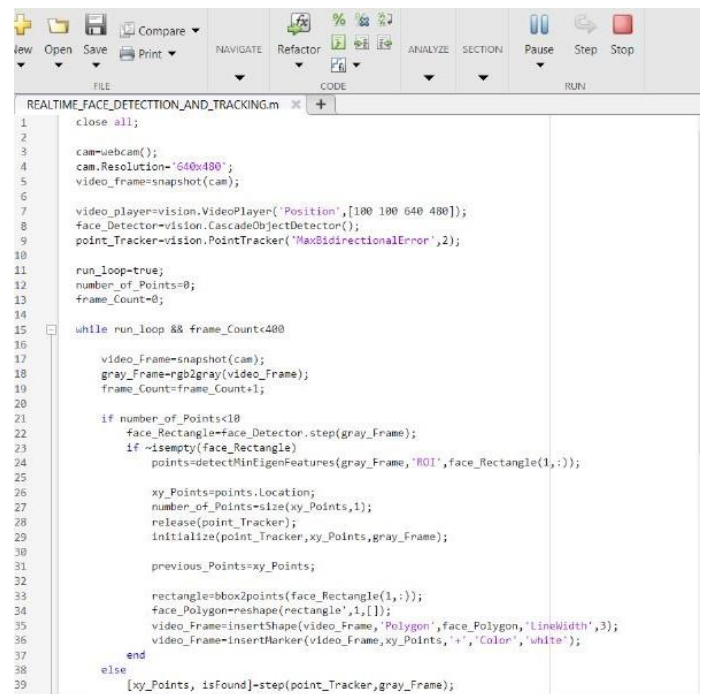 Compare
New Open Save Print NAVIGATE Refactor ANALYZE SECTION Pause Step Stop
FILE CODE RUN
REALTIME_FACE_DETECTTION_AND_TRACKING.m
1 close all;
2
3 cam=webcam();
4 cam.Resolution='640x480';
5 video_frame=snapshot(cam);
6
7 video_player=vision.VideoPlayer('Position',[100 100 640 480]);
8 face_Detector=vision.CascadeObjectDetector();
9 point_Tracker=vision.PointTracker('MaxBidirectionalError',2);
10
11 run_loop=true;
12 number_of_Points=0;
13 frame_Count=0;
14
15 while run_loop && frame_Count<400
16
17 video_Frame=snapshot(cam);
18 gray_Frame=rgb2gray(video_Frame);
19 frame_Count=frame_Count+1;
20
21 if number_of_Points<10
22 face_Rectangle=face_Detector.step(gray_Frame);
23 if ~isempty(face_Rectangle)
24 points=detectMinEigenFeatures(gray_Frame,'ROI',face_Rectangle(1,:));
25
26 xy_Points=points.Location;
27 number_of_Points=size(xy_Points,1);
28 release(point_Tracker);
29 initialize(point_Tracker,xy_Points,gray_Frame);
30
31 previous_Points=xy_Points;
32
33 rectangle=bbox2points(face_Rectangle(1,:));
34 face_Polygon=reshape(rectangle',1,[]);
35 video_Frame=insertShape(video_Frame,'Polygon',face_Polygon,'LineWidth',3);
36 video_Frame=insertMarker(video_Frame,xy_Points,'+','Color','white');
37 end
38 else
39 [xy_Points, isFound]=step(point_Tracker,gray_Frame);